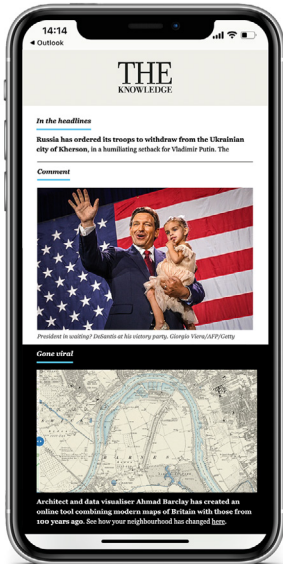 14:14
◀ Outlook
THE
KNOWLEDGE
In the headlines
Russia has ordered its troops to withdraw from the Ukrainian
city of Kherson, in a humiliating setback for Vladimir Putin. The
Comment
President in waiting? DeSantis at his victory party. Giorgio Viera/AFP/Getty
Gone viral
Architect and data visualiser Ahmad Barclay has created an
online tool combining modern maps of Britain with those from
100 years ago. See how your neighbourhood has changed here.